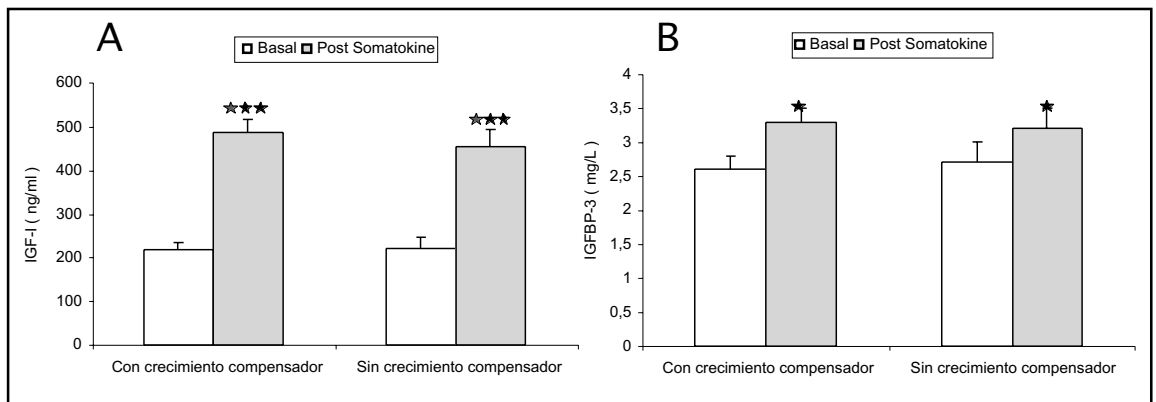 A
Basal Post Somatokine
IGF-I ( ng/ml )
600
500
400
300
200
100
0
Con crecimiento compensador Sin crecimiento compensador
B
Basal Post Somatokine
IGFBP-3 ( mg/L )
4
3,5
3
2,5
2
1,5
1
0,5
0
Con crecimiento compensador Sin crecimiento compensador